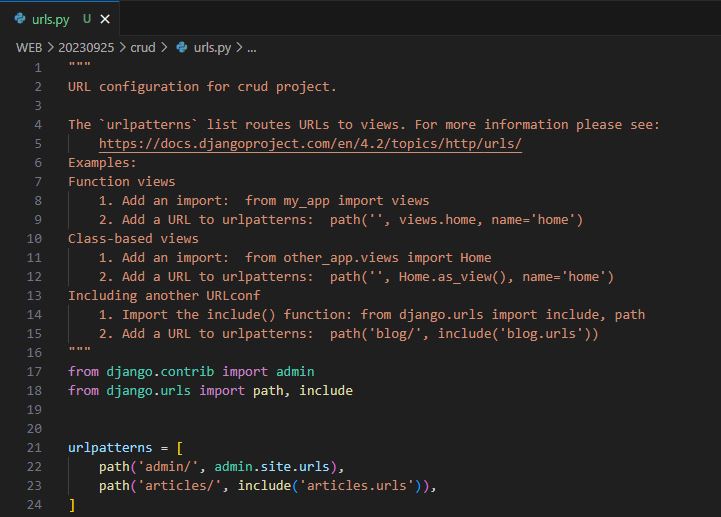 urls.py U ×
WEB > 20230925 > crud > urls.py > ...
1 """
2 URL configuration for crud project.
3
4 The `urlpatterns` list routes URLs to views. For more information please see:
5     https://docs.djangoproject.com/en/4.2/topics/http/urls/
6 Examples:
7 Function views
8     1. Add an import:  from my_app import views
9     2. Add a URL to urlpatterns:  path('', views.home, name='home')
10 Class-based views
11     1. Add an import:  from other_app.views import Home
12     2. Add a URL to urlpatterns:  path('', Home.as_view(), name='home')
13 Including another URLconf
14     1. Import the include() function: from django.urls import include, path
15     2. Add a URL to urlpatterns:  path('blog/', include('blog.urls'))
16 """
17 from django.contrib import admin
18 from django.urls import path, include
19
20
21 urlpatterns = [
22     path('admin/', admin.site.urls),
23     path('articles/', include('articles.urls')),
24 ]